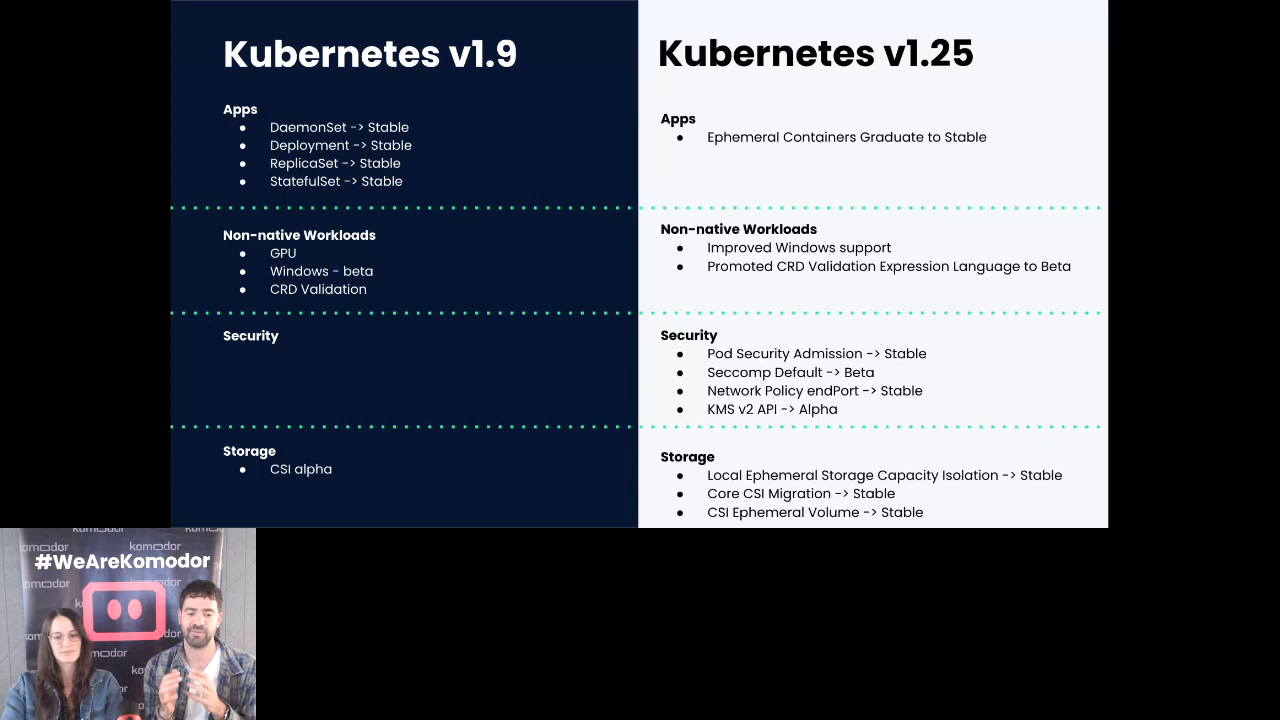 Kubernetes v1.9
Apps
● DaemonSet -> Stable
● Deployment -> Stable
● ReplicaSet -> Stable
● StatefulSet -> Stable
Non-native Workloads
● GPU
● Windows - beta
● CRD Validation
Security
Storage
● CSI alpha
Kubernetes v1.25
Apps
● Ephemeral Containers Graduate to Stable
Non-native Workloads
● Improved Windows support
● Promoted CRD Validation Expression Language to Beta
Security
● Pod Security Admission -> Stable
● Seccomp Default -> Beta
● Network Policy endPort -> Stable
● KMS v2 API -> Alpha
Storage
● Local Ephemeral Storage Capacity Isolation -> Stable
● Core CSI Migration -> Stable
● CSI Ephemeral Volume -> Stable
komodor
komodor
#WeAreKomodor
komodor